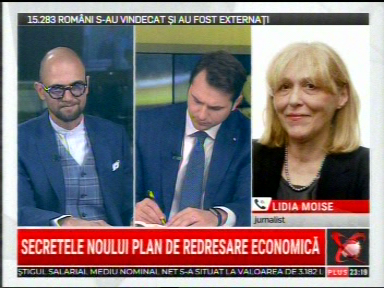 15.283 ROMÂNI S-AU VINDECAT ȘI AU FOST EXTERNAȚI
LIDIA MOISE
jurnalist
SECRETELE NOULUI PLAN DE REDRESARE ECONOMICĂ
PLUS 23:19
ȘTIGUL SALARIAL MEDIU NOMINAL NET S-A SITUAT LA VALOAREA DE 3.182 L